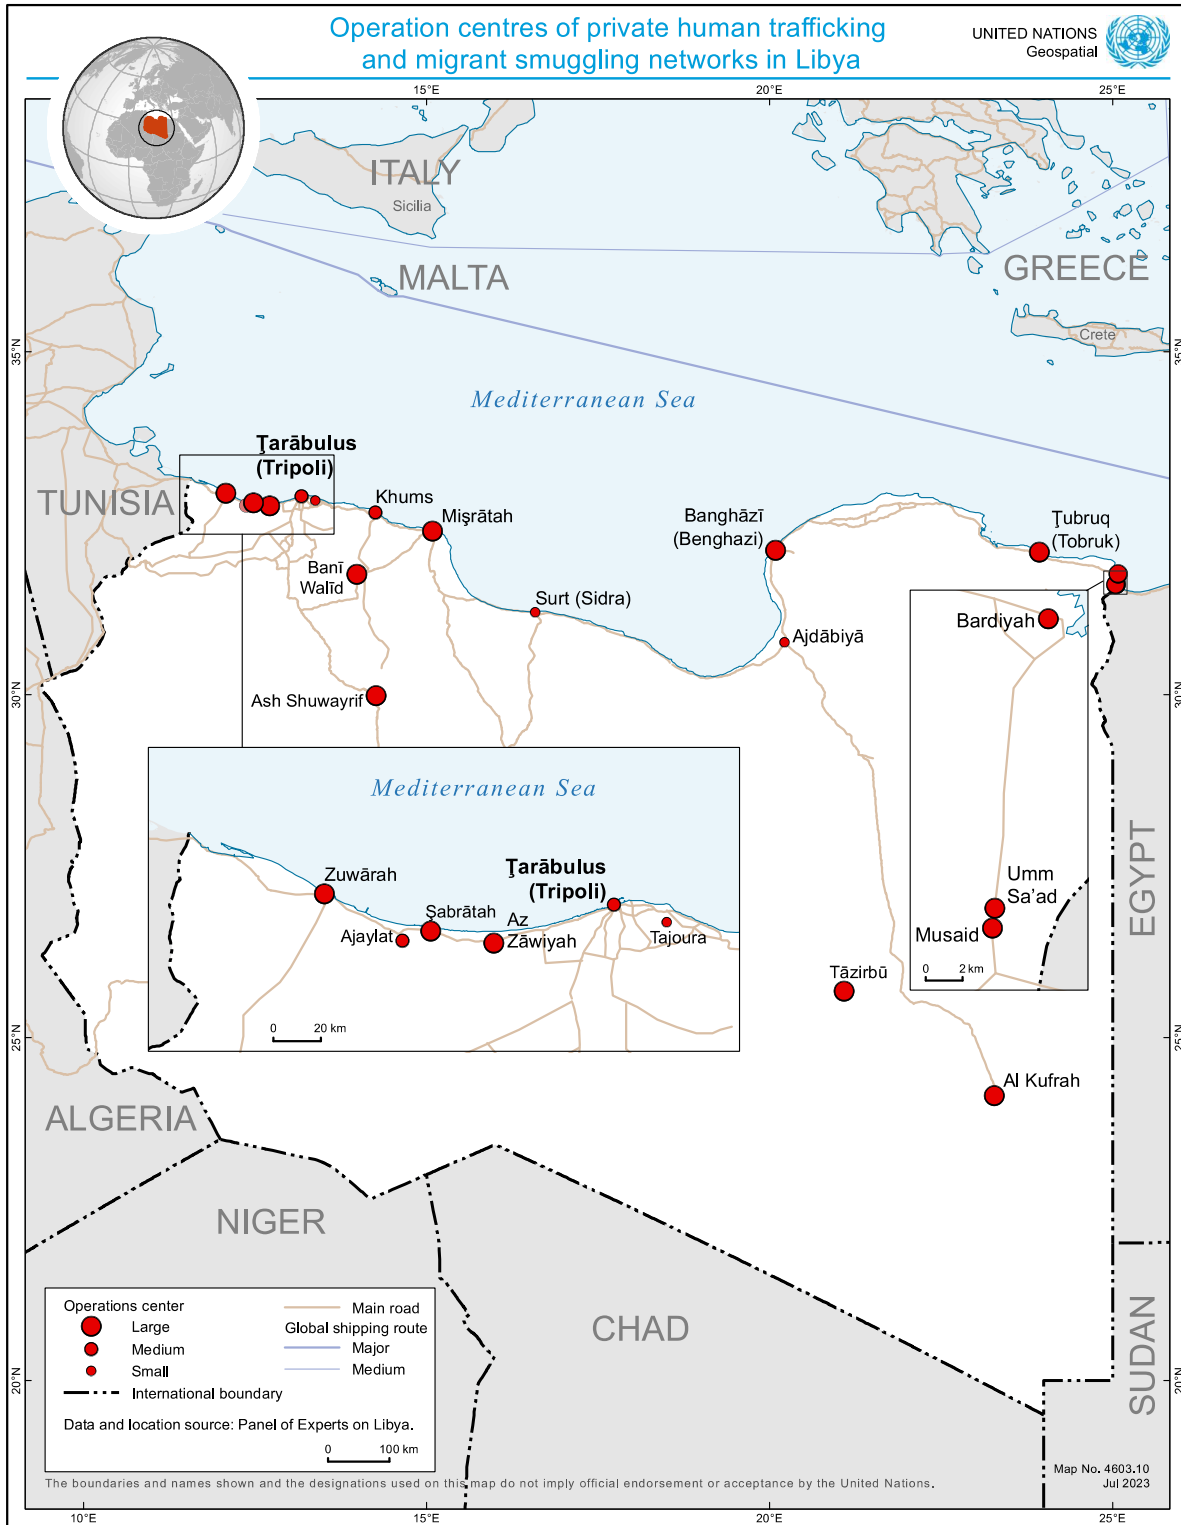 Operation centres of private human trafficking
and migrant smuggling networks in Libya
UNITED NATIONS
Geospatial
15°E
20°E
25°E
ITALY
Sicilia
MALTA
GREECE
Crete
35°N
35°N
Mediterranean Sea
Ţarābulus
(Tripoli)
TUNISIA
Khums
Mişrātah
Banghāzī
(Benghazi)
Ţubruq
(Tobruk)
Banī
Walīd
Surt (Sidra)
Ajdābiyā
Bardiyah
Ash Shuwayrif
30°N
30°N
Mediterranean Sea
Zuwārah
Ţarābulus
(Tripoli)
Şabrātah
Az
Zāwiyah
Ajaylat
Tajoura
0 20 km
Umm
Sa'ad
Musaid
0 2 km
EGYPT
Tāzirbū
25°N
25°N
Al Kufrah
ALGERIA
NIGER
CHAD
SUDAN
20°N
20°N
Operations center
Large
Medium
Small
International boundary
Main road
Global shipping route
Major
Medium
Data and location source: Panel of Experts on Libya.
0 100 km
The boundaries and names shown and the designations used on this map do not imply official endorsement or acceptance by the United Nations.
Map No. 4603.10
Jul 2023
10°E
15°E
20°E
25°E